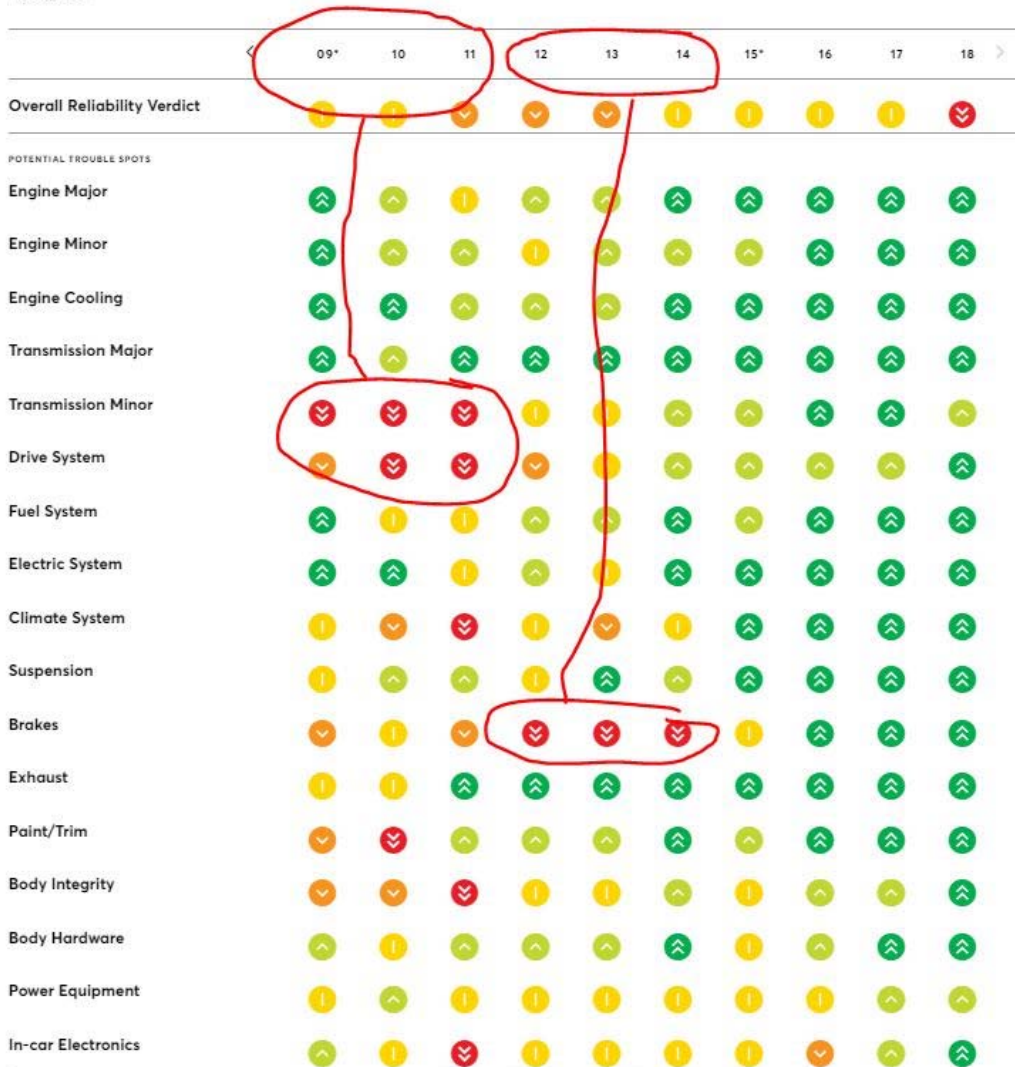 09* 10 11 12 13 14 15* 16 17 18
Overall Reliability Verdict
POTENTIAL TROUBLE SPOTS
Engine Major
Engine Minor
Engine Cooling
Transmission Major
Transmission Minor
Drive System
Fuel System
Electric System
Climate System
Suspension
Brakes
Exhaust
Paint/Trim
Body Integrity
Body Hardware
Power Equipment
In-car Electronics